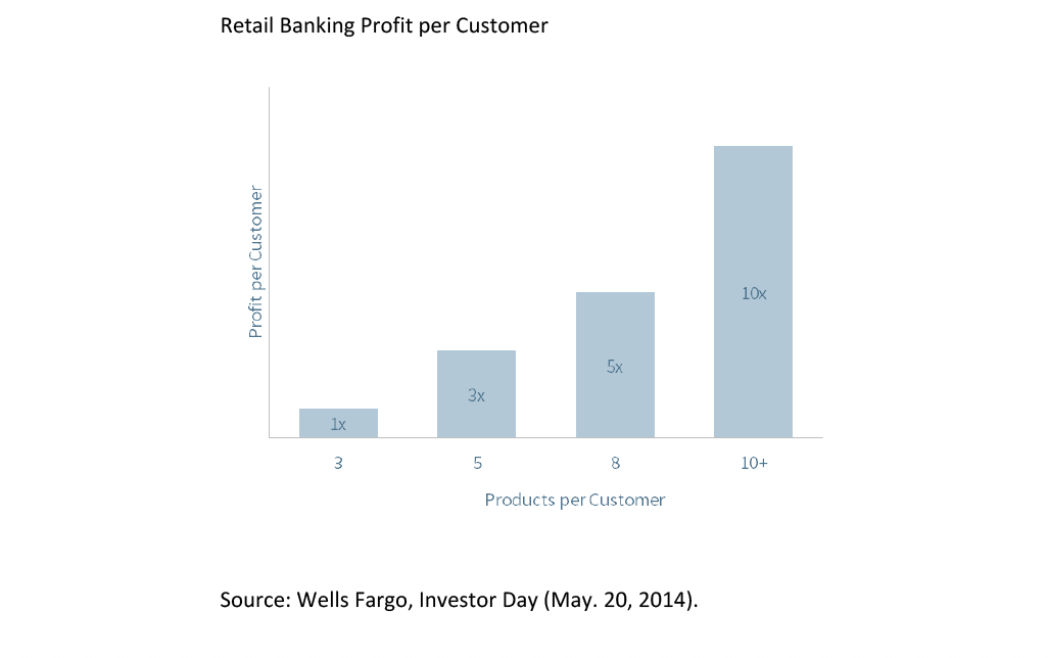 Retail Banking Profit per Customer
Profit per Customer
1x
3x
5x
10x
3
5
8
10+
Products per Customer
Source: Wells Fargo, Investor Day (May. 20, 2014).